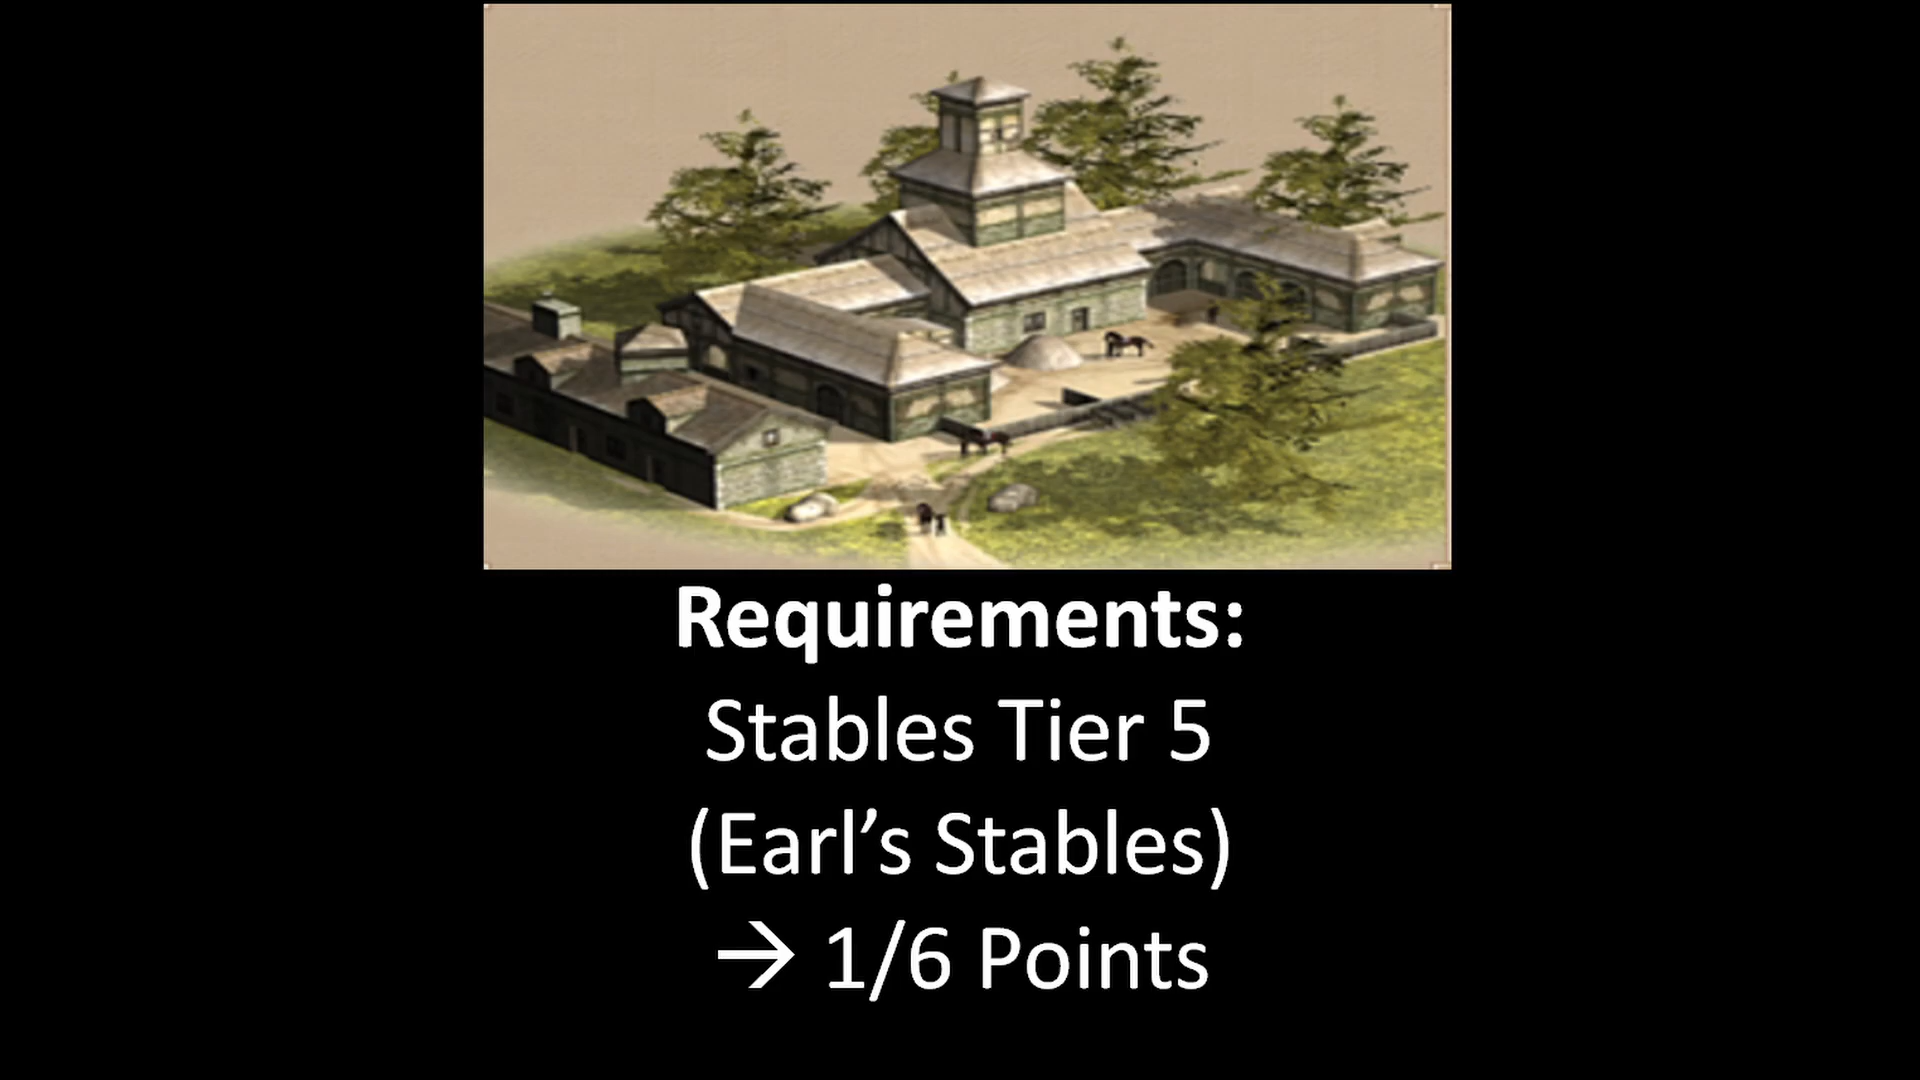 Requirements:
Stables Tier 5
(Earl’s Stables)
→ 1/6 Points